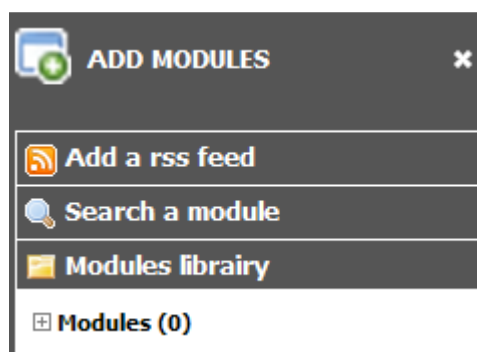 ADD MODULES
Add a rss feed
Search a module
Modules librairy
Modules (0)